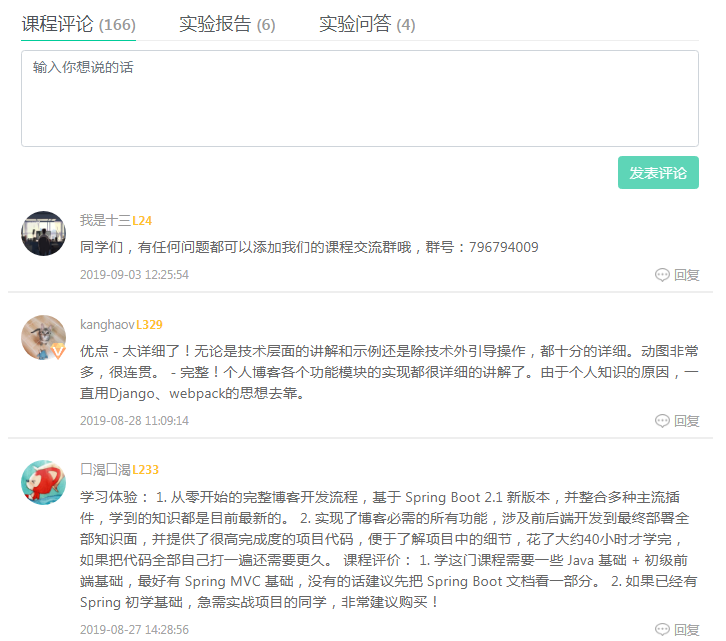 课程评论 (166) 实验报告 (6) 实验问答 (4)
输入你想说的话
发表评论
我是十三L24
同学们，有任何问题都可以添加我们的课程交流群哦，群号：796794009
2019-09-03 12:25:54 回复
kanghaovL329
优点 - 太详细了！无论是技术层面的讲解和示例还是除技术外引导操作，都十分的详细。动图非常
多，很连贯。 - 完整！个人博客各个功能模块的实现都很详细的讲解了。由于个人知识的原因，一
直用Django、webpack的思想去靠。
2019-08-28 11:09:14 回复
口渴口渴L233
学习体验： 1. 从零开始的完整博客开发流程，基于 Spring Boot 2.1 新版本，并整合多种主流插
件，学到的知识都是目前最新的。 2. 实现了博客必需的所有功能，涉及前后端开发到最终部署全
部知识面，并提供了很高完成度的项目代码，便于了解项目中的细节，花了大约40小时才学完，
如果把代码全部自己打一遍还需要更久。 课程评价： 1. 学这门课程需要一些 Java 基础 + 初级前
端基础，最好有 Spring MVC 基础，没有的话建议先把 Spring Boot 文档看一部分。 2. 如果已经有
Spring 初学基础，急需实战项目的同学，非常建议购买！
2019-08-27 14:28:56 回复